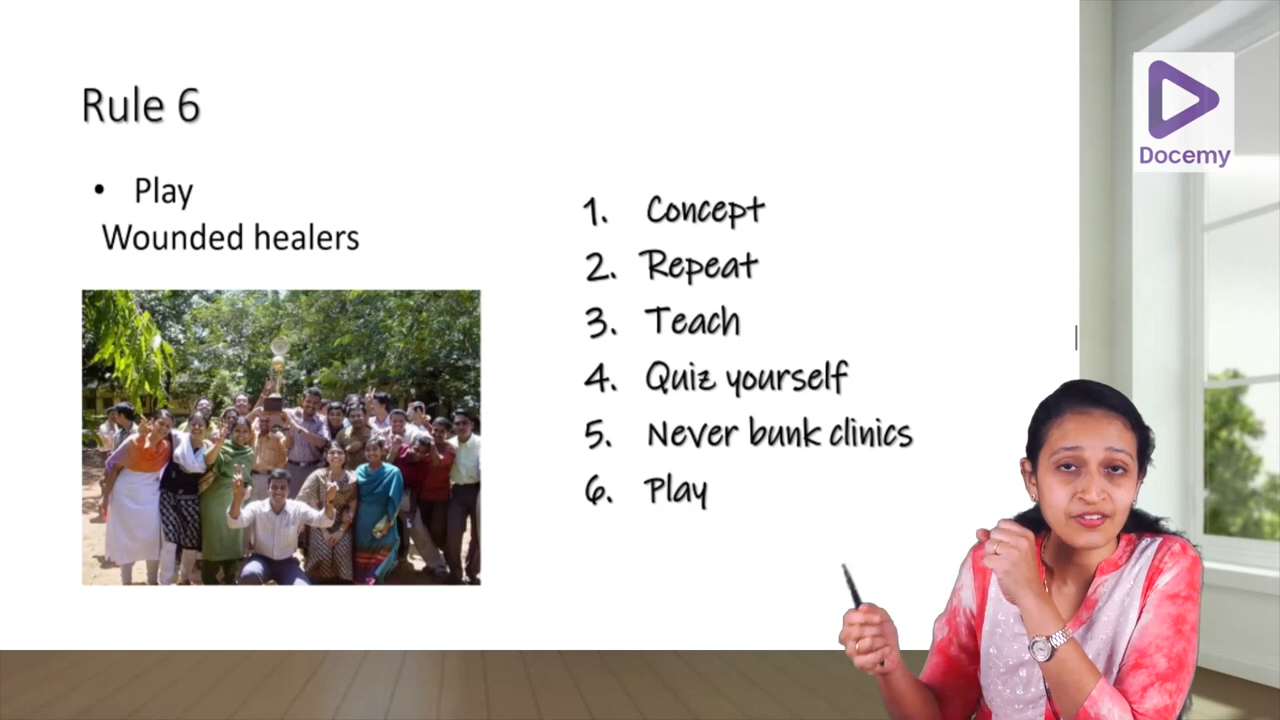 Rule 6
• Play
Wounded healers
1. Concept
2. Repeat
3. Teach
4. Quiz yourself
5. Never bunk clinics
6. Play
Docemy